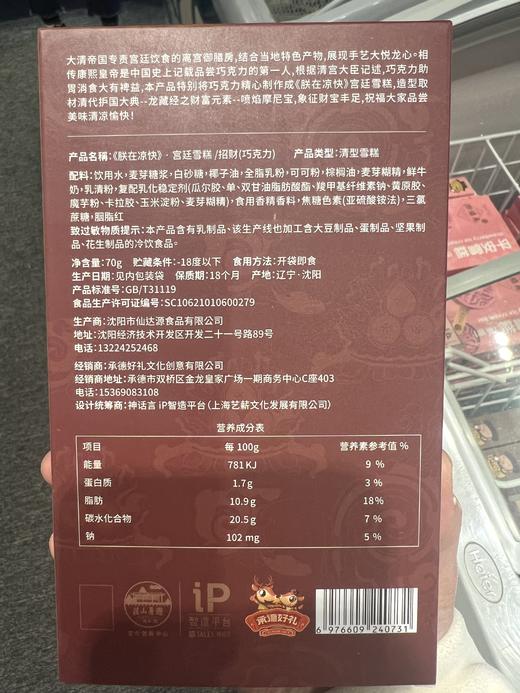 大清帝国专责宫廷饮食的离宫御膳房,结合当地特色产
物,展现手艺大悦龙心。相
传康熙皇帝是中国史上记载品尝巧克力的第一人,根据清宫大臣记述,巧克力助
胃消食大有裨益,本产品特别将巧克力精心制作成《朕在凉快》宫廷雪糕,造型取
材清代护国大典--龙藏经之财富元素--喷焰摩尼宝,象征财宝丰足,祝福大家品尝
美味清凉愉快!
产品名称:《朕在凉快》·宫廷雪糕/招财(巧克力) 产品类型:清型雪糕
配料:饮用水,麦芽糖浆,白砂糖,椰子油,全脂乳粉,可可粉,棕榈油,麦芽糊精,鲜牛
奶,乳清粉,复配乳化稳定剂(瓜尔胶、单、双甘油脂肪酸酯、羧甲基纤维素钠、黄原胶、
魔芋粉、卡拉胶、玉米淀粉、麦芽糊精),食用香精香料,焦糖色素(亚硫酸铵法),三氯
蔗糖,胭脂红
致过敏物质提示:本产品含有乳制品、该生产线也加工含大豆制品、蛋制品、坚果制
品、花生制品的冷饮食品。
净含量:70g 贮藏条件:-18度以下 食用方法:开袋即食
生产日期:见内包装袋 保质期:18个月 产地:辽宁·沈阳
产品标准号:GB/T31119
食品生产许可证编号:SC10621010600279
生产商:沈阳市仙达源食品有限公司
地址:沈阳经济技术开发区开发二十一号路89号
电话:13224252468
经销商:承德好礼文化创意有限公司
经销商地址:承德市双桥区金龙皇家广场一期商务中心C座403
电话:15369083108
设计统筹商:神话言 iP智造平台(上海艺薪文化发展有限公司)
营养成分表
项目 每 100g 营养素参考值 %
能量 781KJ 9 %
蛋白质 1.7g 3 %
脂肪 10.9g 18%
碳水化合物 20.5g 7 %
钠 102 mg 5 %
iP
智造平台
承德好礼
6 976609 240731
Haier